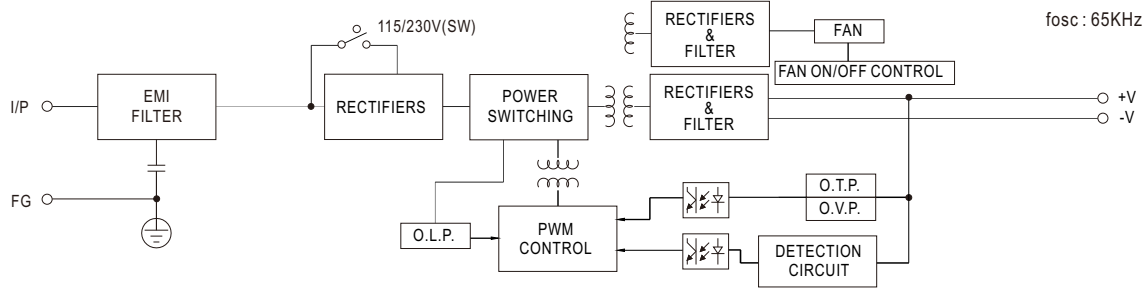 115/230V(SW)
RECTIFIERS
&
FILTER
FAN
fosc : 65KHz
FAN ON/OFF CONTROL
I/P
EMI
FILTER
RECTIFIERS
POWER
SWITCHING
RECTIFIERS
&
FILTER
+V
-V
FG
O.L.P.
PWM
CONTROL
O.T.P.
O.V.P.
DETECTION
CIRCUIT